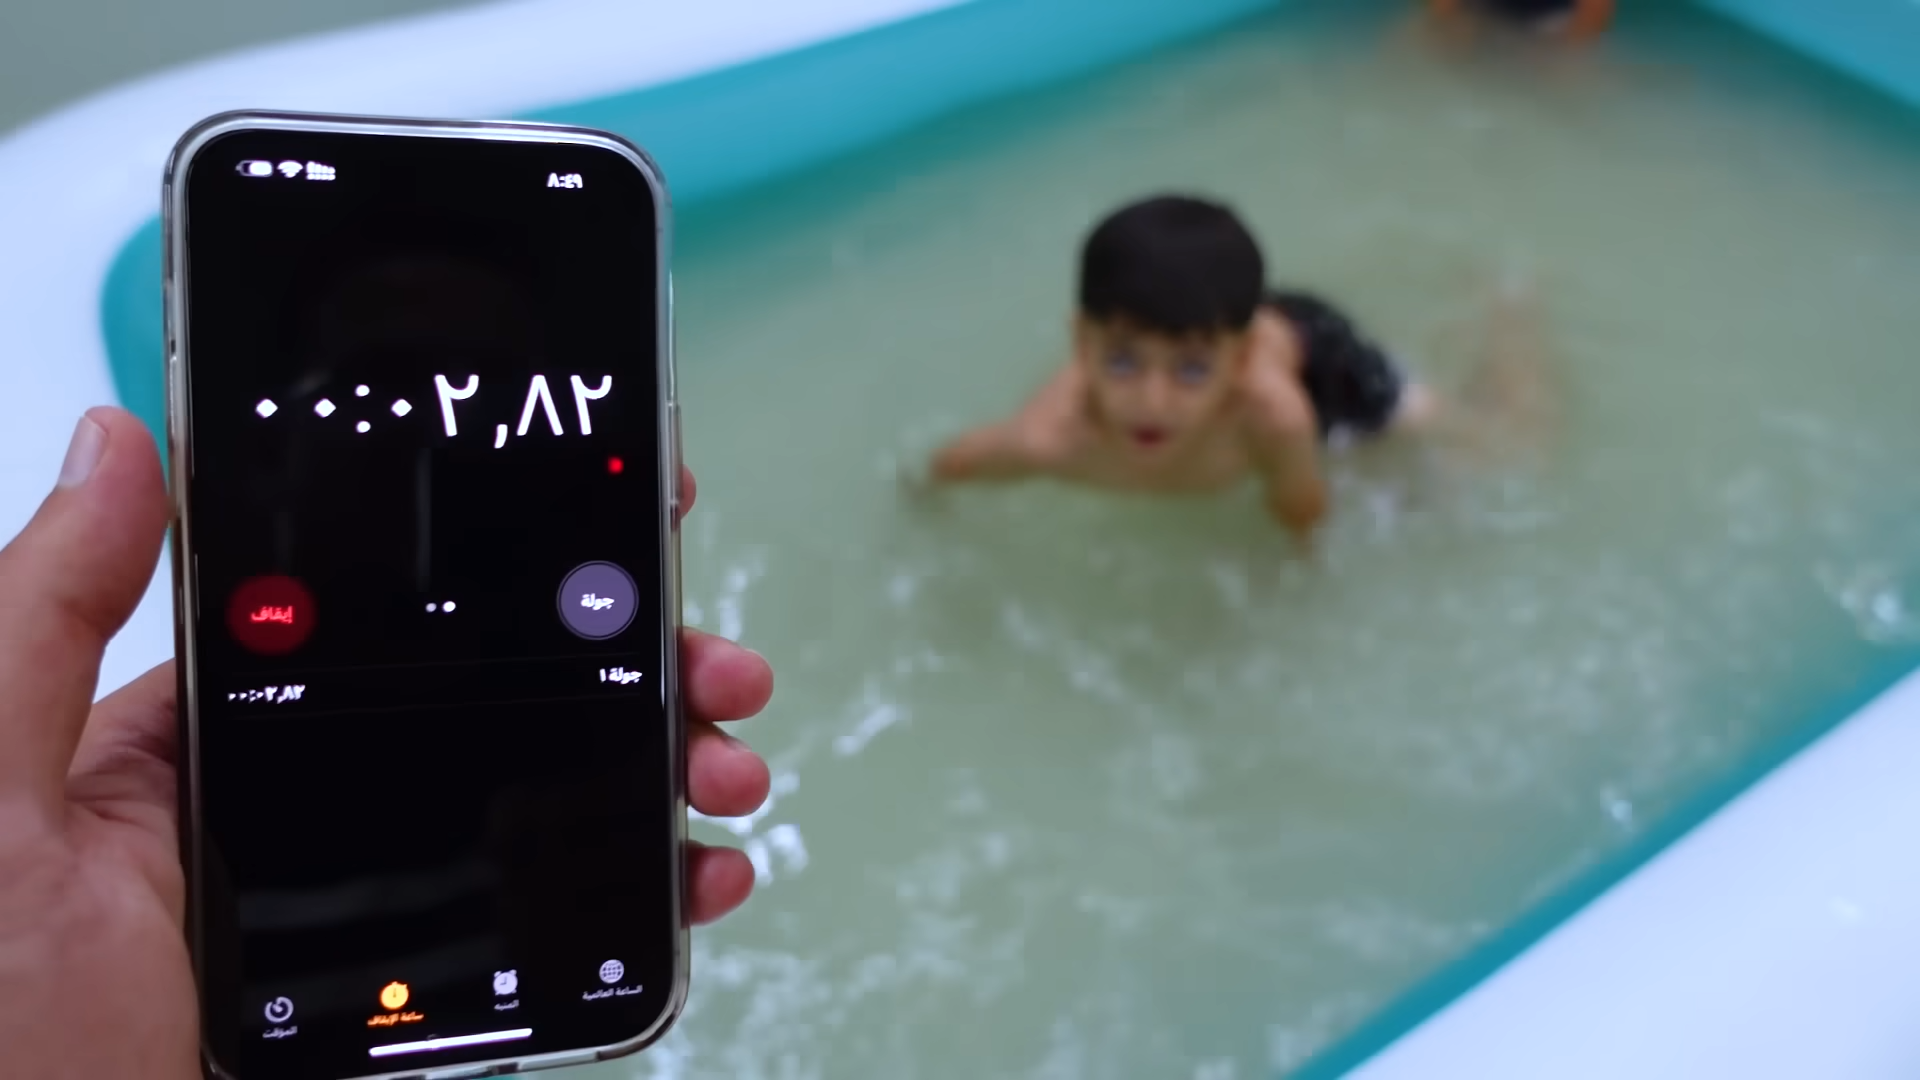 ٨:٤٩
٠٠:٠٢,٨٢
جولة
إيقاف
جولة ١
٠٠:٠٢,٨٢
الساعة العالمية
المنبه
ساعة الإيقاف
المؤقت